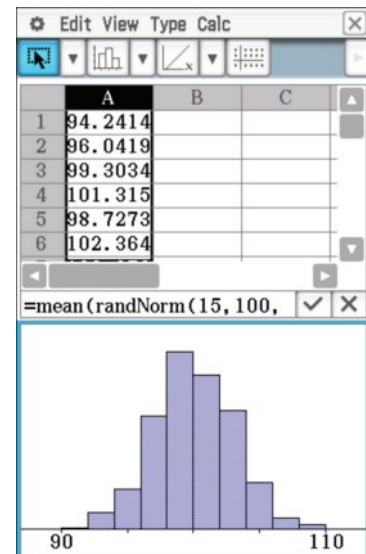 Edit View Type Calc
A B C
1 94.2414
2 96.0419
3 99.3034
4 101.315
5 98.7273
6 102.364
=mean(randNorm(15,100,
90 110